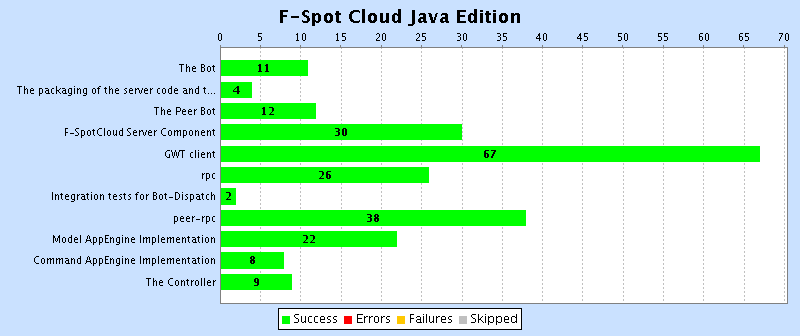 F-Spot Cloud Java Edition
0 5 10 15 20 25 30 35 40 45 50 55 60 65 70
The Bot 11
The packaging of the server code and t... 4
The Peer Bot 12
F-SpotCloud Server Component 30
GWT client 67
rpc 26
Integration tests for Bot-Dispatch 2
peer-rpc 38
Model AppEngine Implementation 22
Command AppEngine Implementation 8
The Controller 9
Success Errors Failures Skipped